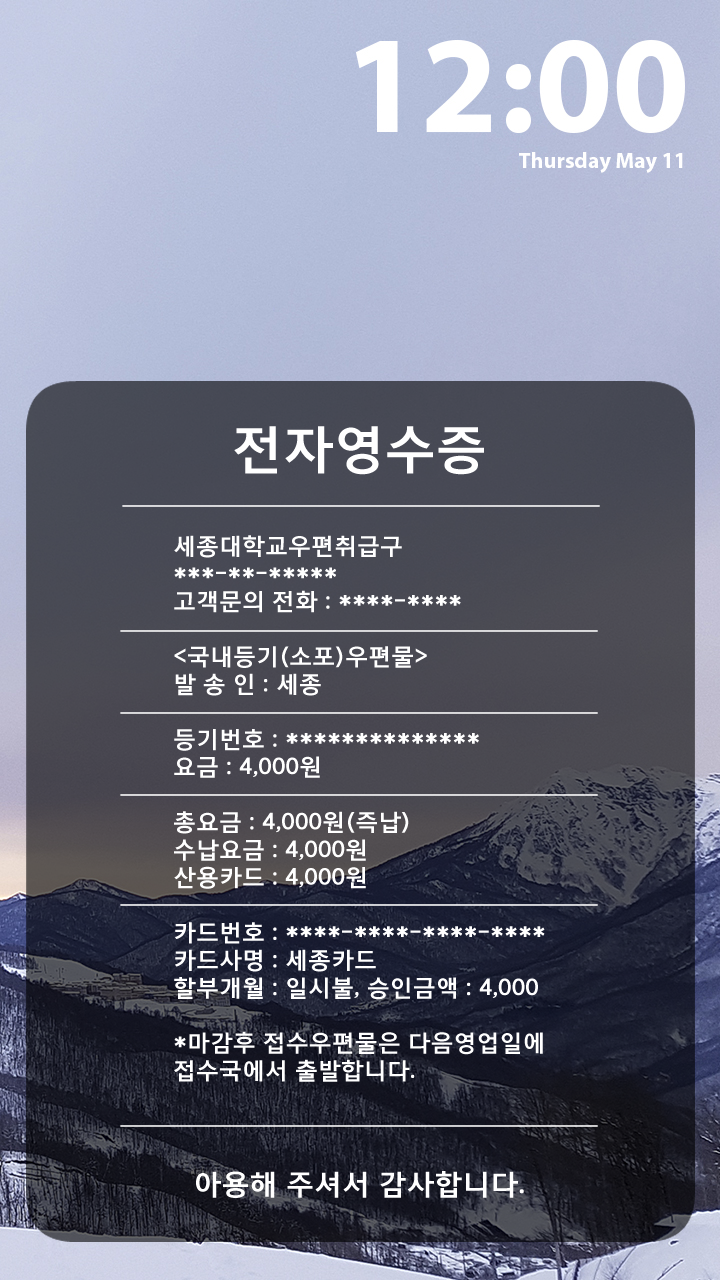 12:00
Thursday May 11
전자영수증
세종대학교우편취급구
***-**-*****
고객문의 전화 : ****-****
<국내등기(소포)우편물>
발 송 인 : 세종
등기번호 : **************
요금 : 4,000원
총요금 : 4,000원(즉납)
수납요금 : 4,000원
산용카드 : 4,000원
카드번호 : ****-****-****-****
카드사명 : 세종카드
할부개월 : 일시불, 승인금액 : 4,000
*마감후 접수우편물은 다음영업일에
접수국에서 출발합니다.
아용해 주셔서 감사합니다.